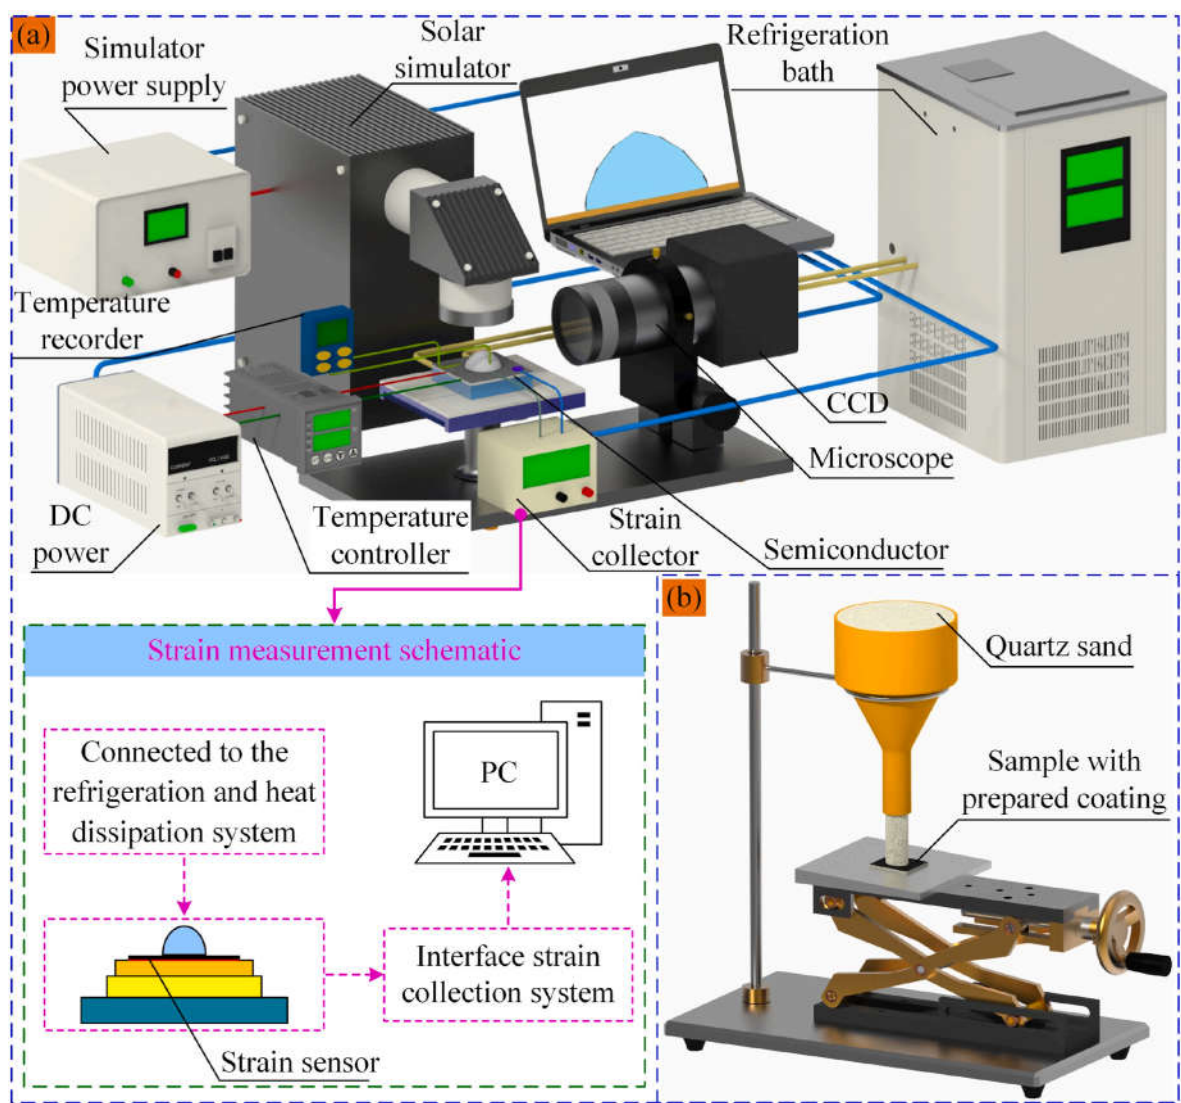 (a)
Simulator
power supply
Solar
simulator
Refrigeration
bath
Temperature
recorder
CCD
Microscope
DC
power
Temperature
controller
Strain
collector
Semiconductor
Strain measurement schematic
Connected to the
refrigeration and heat
dissipation system
PC
Interface strain
collection system
Strain sensor
(b)
Quartz sand
Sample with
prepared coating